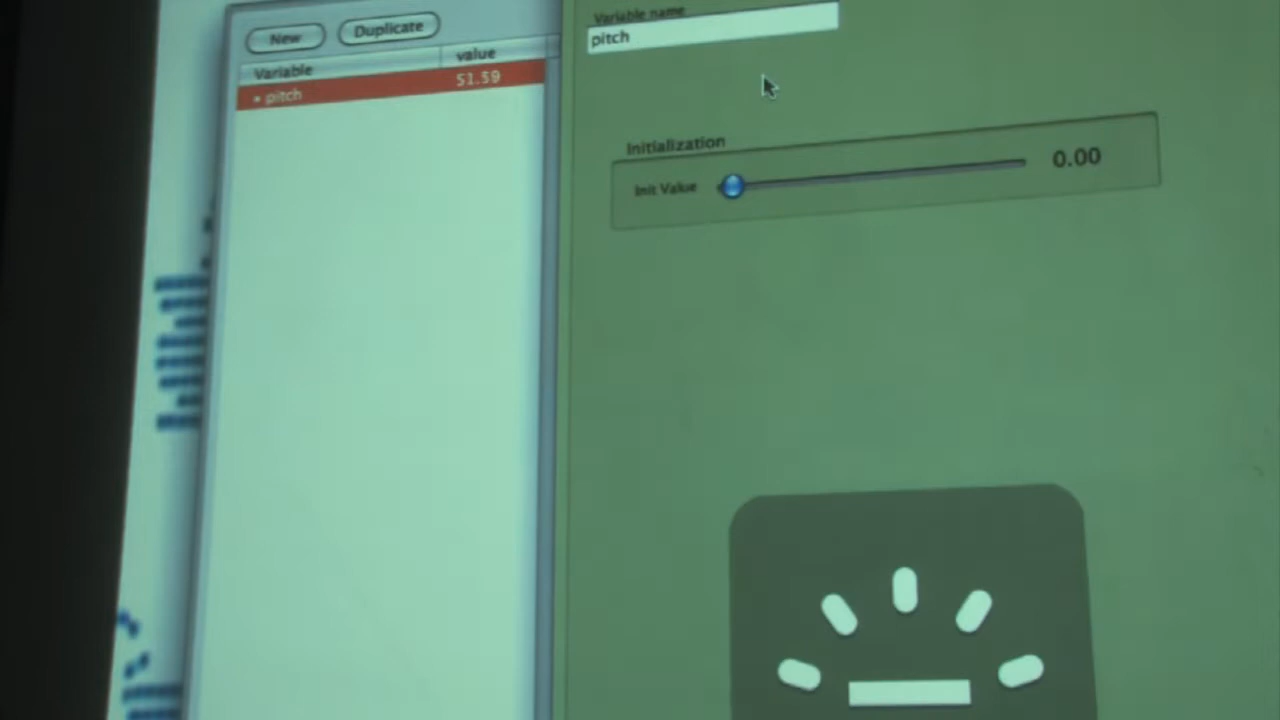 New
Duplicate
Variable
value
• pitch
51.59
Variable name
pitch
Initialization
Init Value
0.00